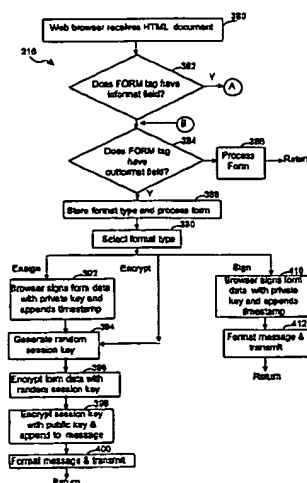 380
Web browser receives HTML document
216
382
Does FORM tag have
informat field?
Y
A
B
384
Does FORM tag
have
outformat field?
386
Process
Form
Return
Y
388
Store format type and process form
390
Select format type
Ensign
Encrypt
Sign
392
Browser signs form data
with private key and
appends timestamp
410
Browser signs form
data with private key
and appends
timestamp
394
Generate random
session key
412
Format message &
transmit
Return
396
Encrypt form data with
random session key
398
Encrypt session key
with public key &
append to message
400
Format message & transmit
Return